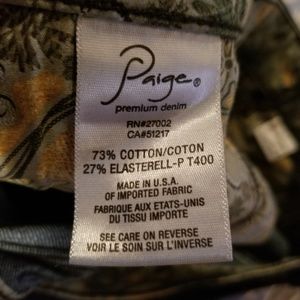 Paige®
premium denim
RN#27002
CA#51217
73% COTTON/COTON
27% ELASTERELL-P T400
MADE IN U.S.A.
OF IMPORTED FABRIC
FABRIQUE AUX ETATS-UNIS
DU TISSU IMPORTE
SEE CARE ON REVERSE
VOIR LE SOIN SUR L'INVERSE